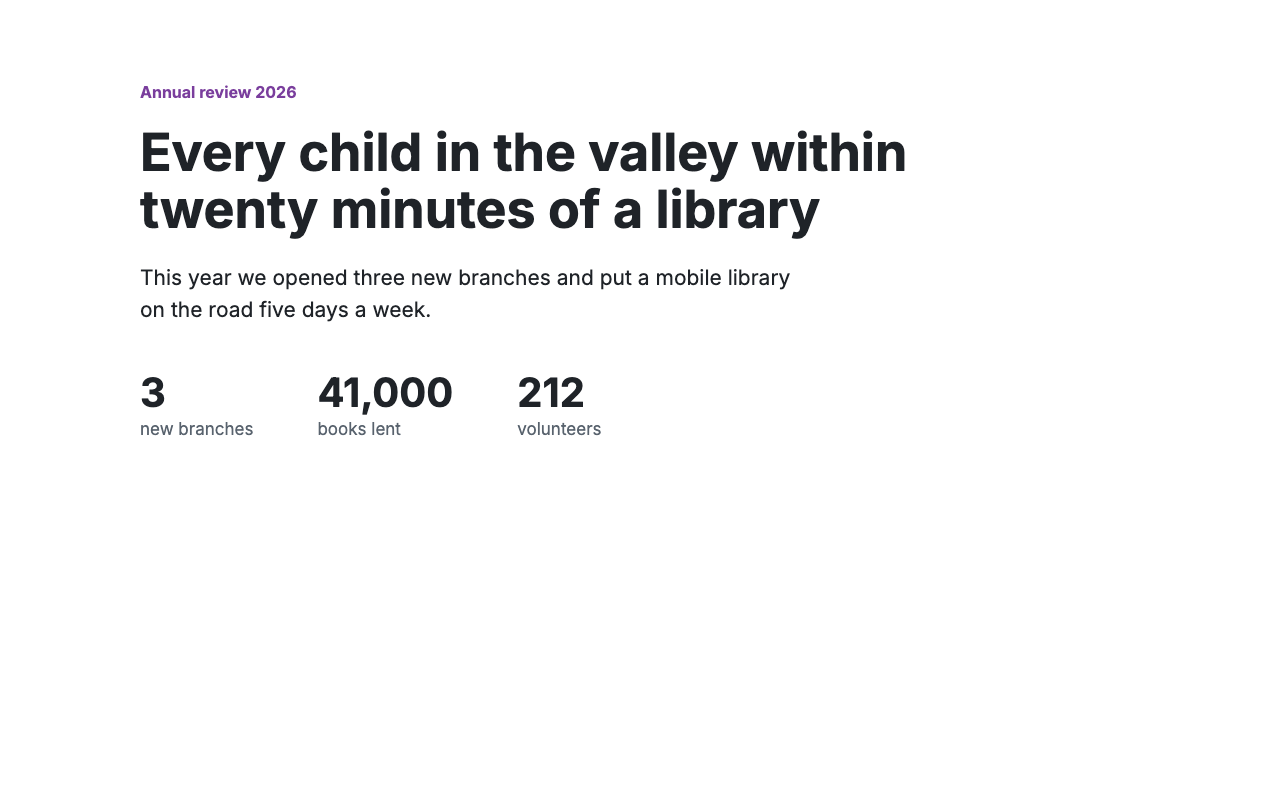 Annual review 2026
Every child in the valley within
twenty minutes of a library
This year we opened three new branches and put a mobile library
on the road five days a week.
3
new branches
41,000
books lent
212
volunteers